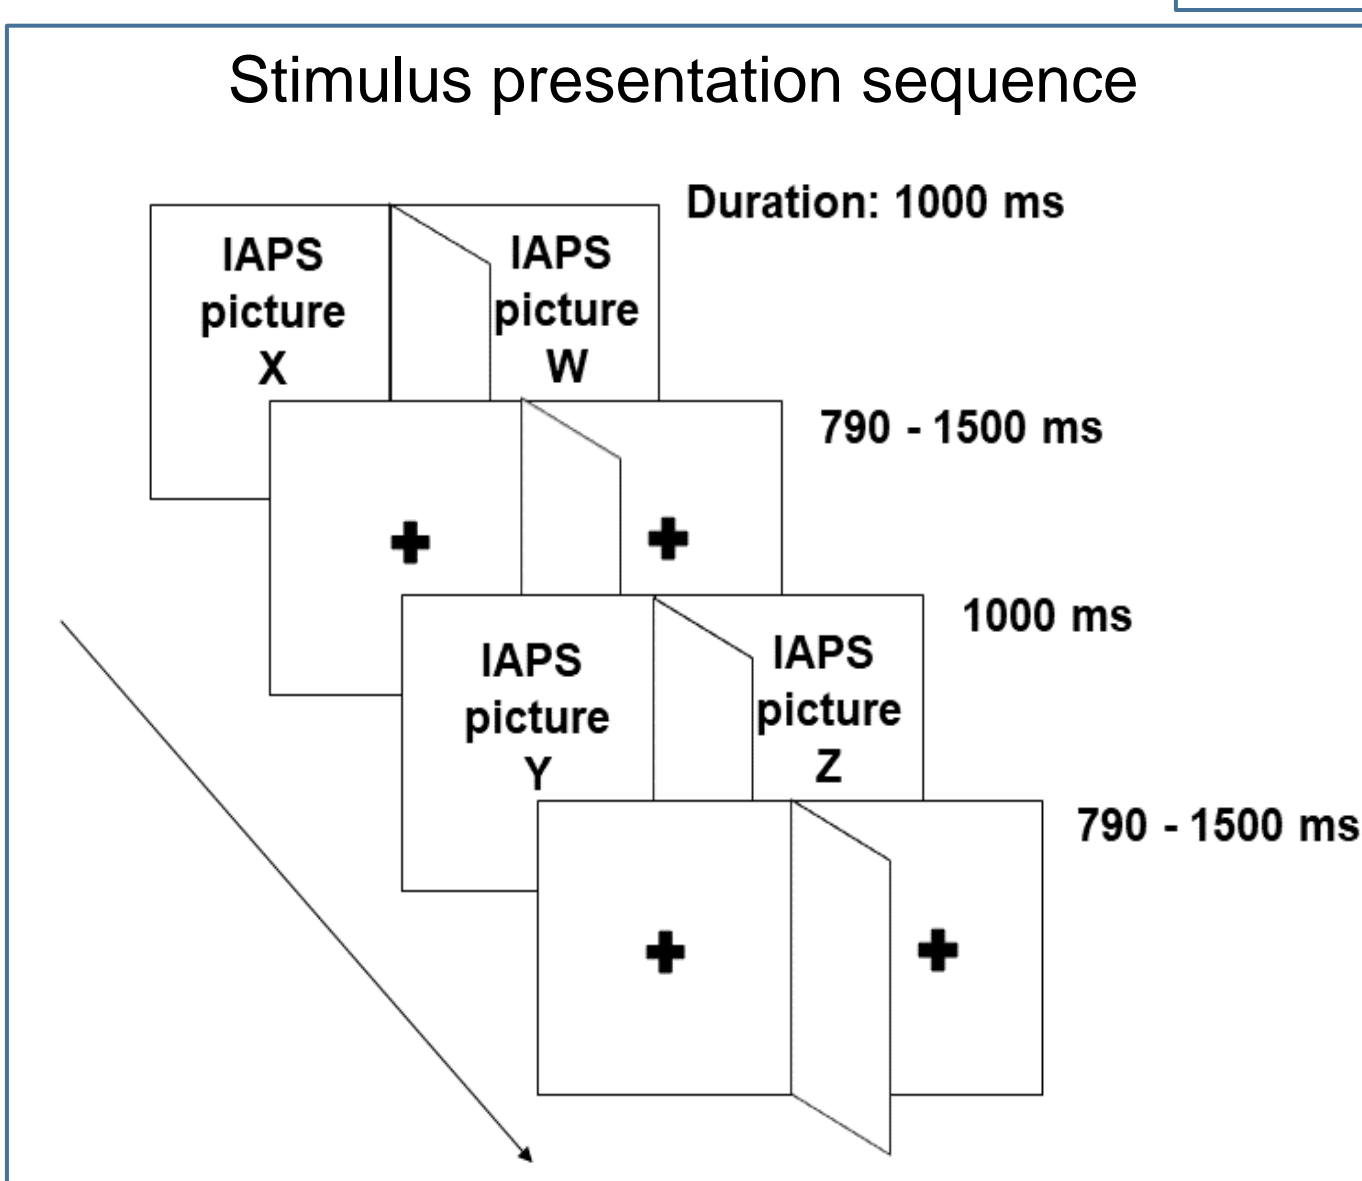 Stimulus presentation sequence
Duration: 1000 ms
IAPS
picture
X
IAPS
picture
W
790 - 1500 ms
1000 ms
IAPS
picture
Y
IAPS
picture
Z
790 - 1500 ms